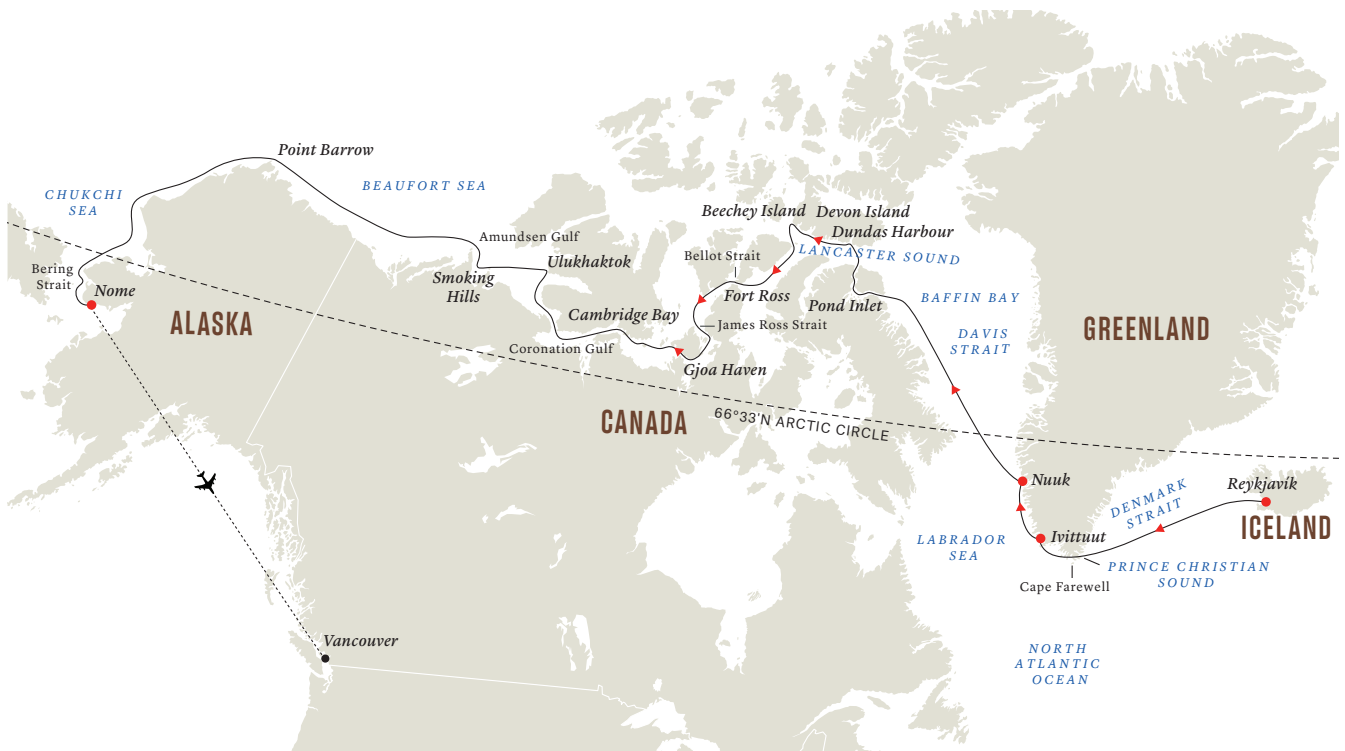 Point Barrow
CHUKCHI
SEA
BEAUFORT SEA
Beechey Island
Devon Island
Dundas Harbour
Amundsen Gulf
LANCASTER SOUND
Bellot Strait
Bering
Strait
Ulukhaktok
Smoking
Hills
Nome
Fort Ross
Pond Inlet
BAFFIN BAY
ALASKA
Cambridge Bay
James Ross Strait
DAVIS
STRAIT
GREENLAND
Coronation Gulf
Gjoa Haven
CANADA
66°33'N ARCTIC CIRCLE
Nuuk
Reykjavík
DENMARK
STRAIT
ICELAND
LABRADOR
SEA
Ivittuut
PRINCE CHRISTIAN
SOUND
Cape Farewell
Vancouver
NORTH
ATLANTIC
OCEAN